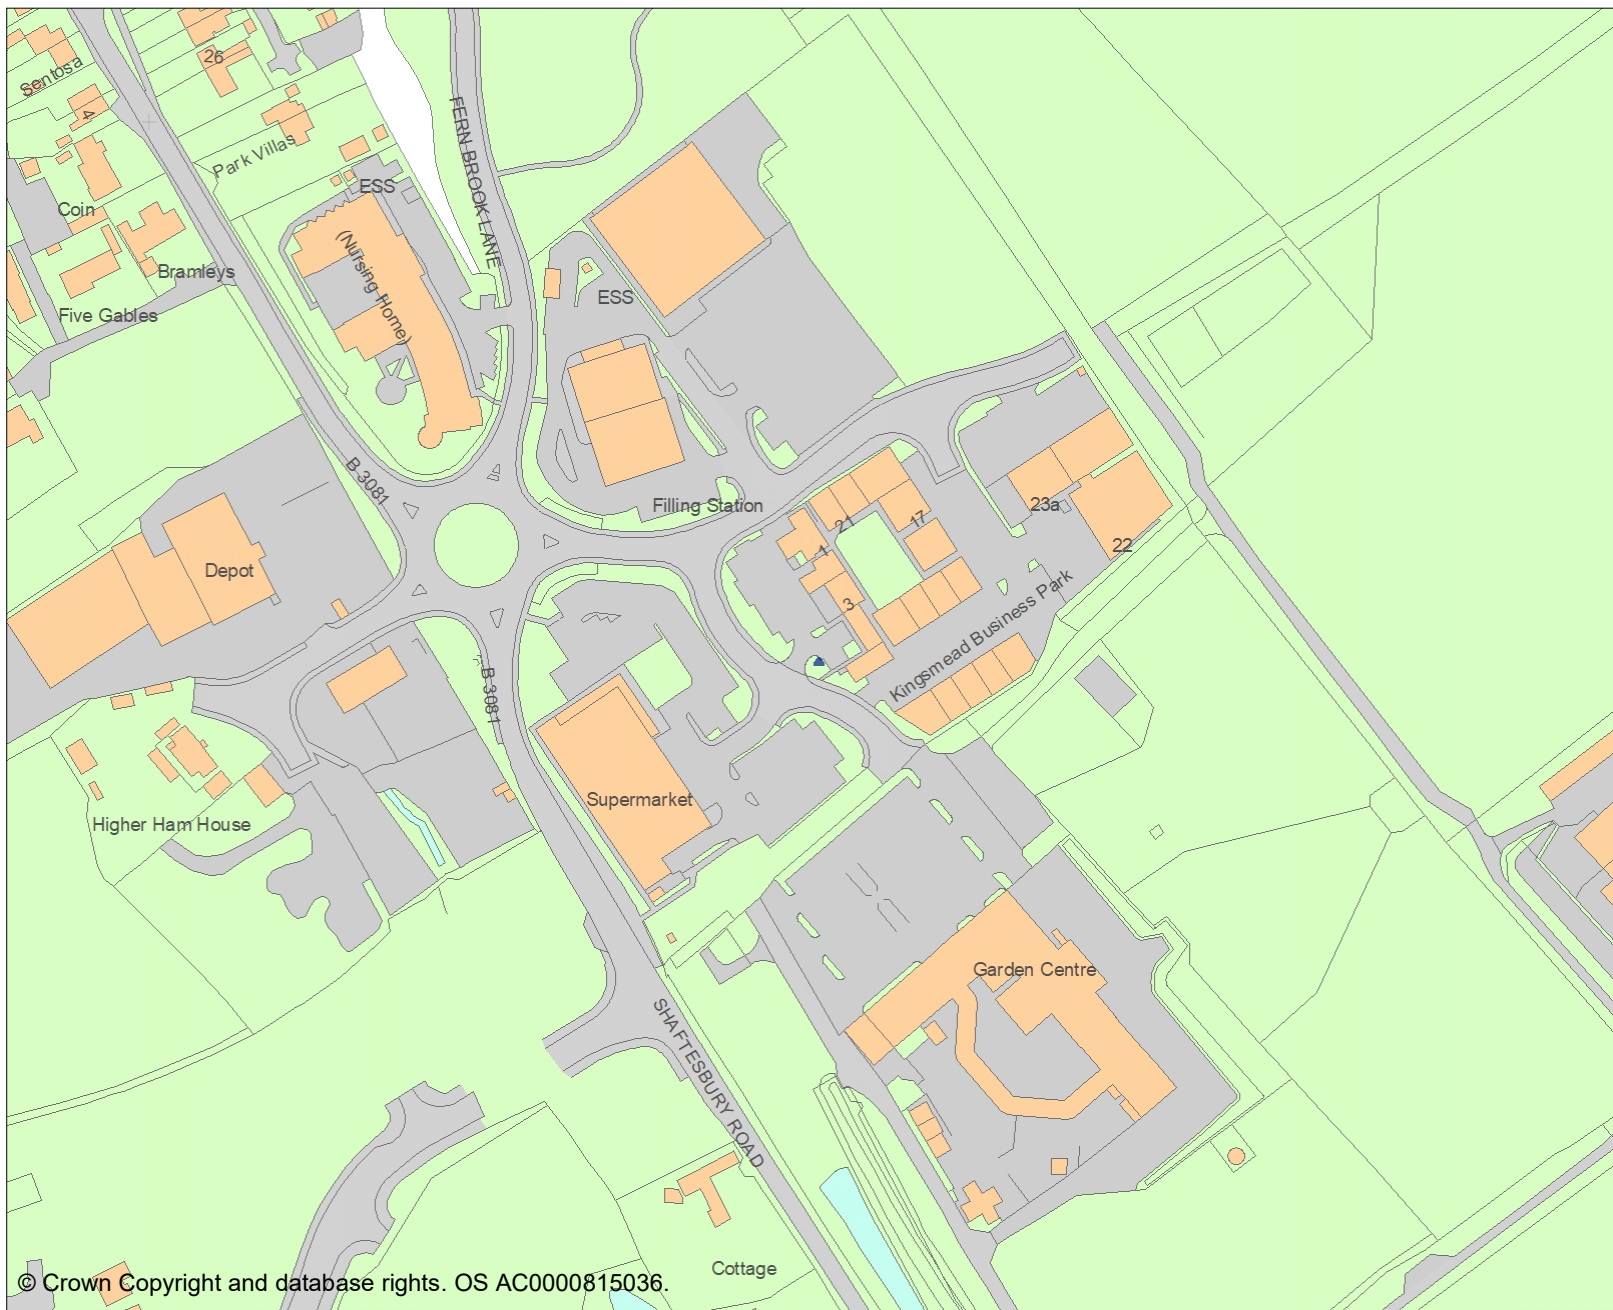 Sentosa
26
4
Park Villas
FERN BROOK LANE
ESS
Coin
(Nursing Home)
Bramleys
ESS
Five Gables
B 3081
Filling Station
21
17
23a
22
1
Depot
3
Kingsmead Business Park
B 3081
Supermarket
Higher Ham House
Garden Centre
SHAFTESBURY ROAD
Cottage
© Crown Copyright and database rights. OS AC0000815036.